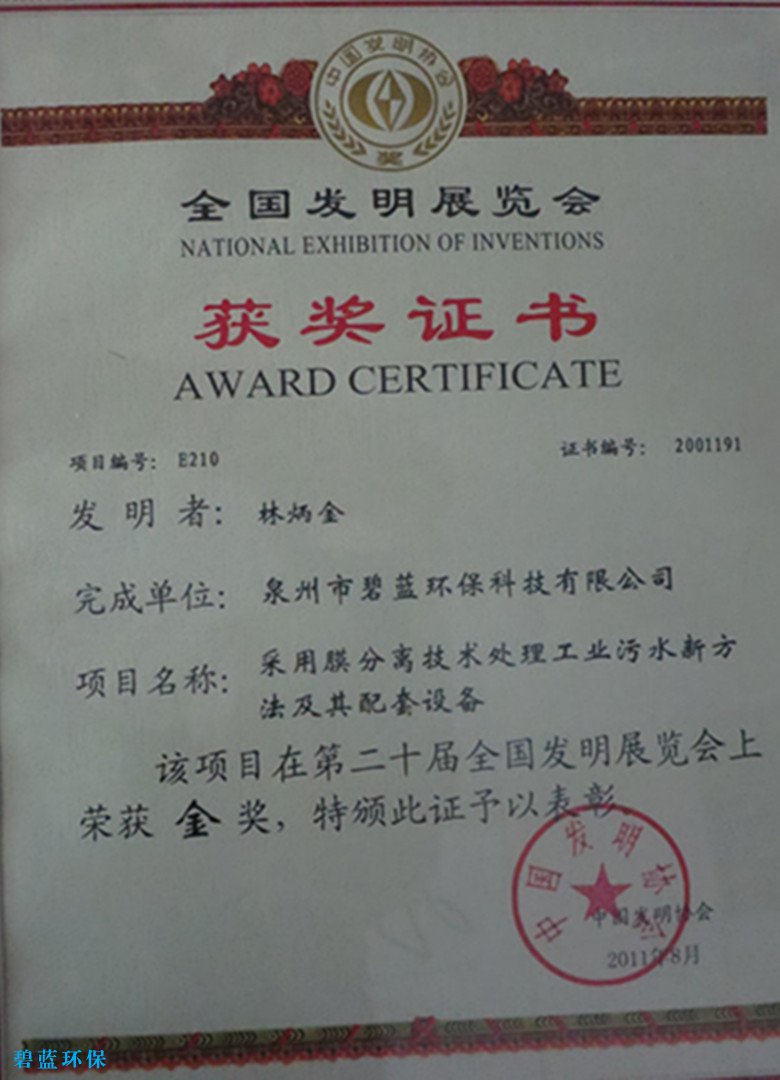 中国发明协会
奖
全国发明展览会
NATIONAL EXHIBITION OF INVENTIONS
获奖证书
AWARD CERTIFICATE
项目编号： E210
证书编号： 2001191
发明者： 林炳金
完成单位： 泉州市碧蓝环保科技有限公司
项目名称： 采用膜分离技术处理工业污水新方
法及其配套设备
该项目在第二十届全国发明展览会上
荣获 金 奖，特颁此证予以表彰。
中国发明协会
中国发明协会
2011年8月
碧蓝环保